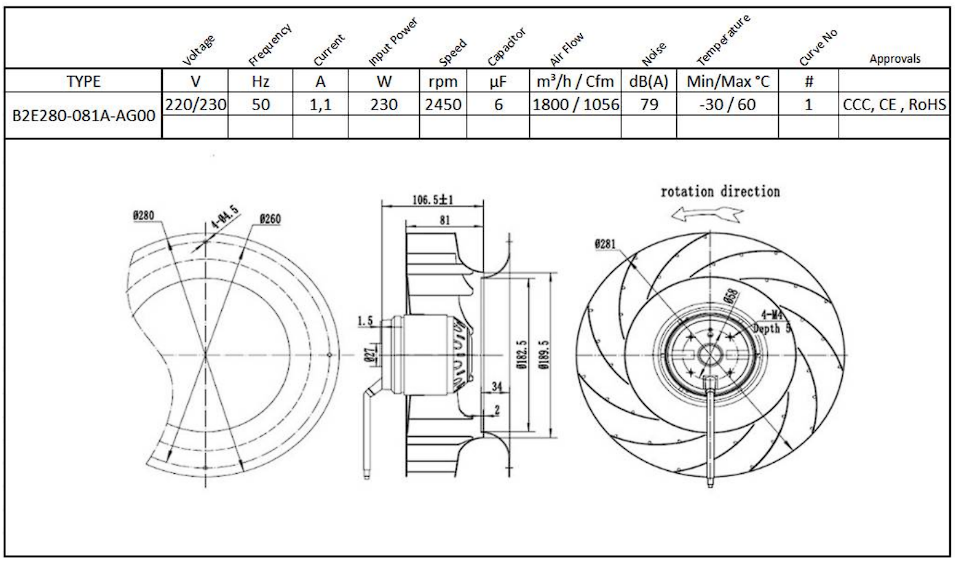 Voltage Frequency Current Input Power Speed Capacitor Air Flow Noise Temperature Curve No Approvals
TYPE V Hz A W rpm µF m³/h / Cfm dB(A) Min/Max °C #
B2E280-081A-AG00 220/230 50 1,1 230 2450 6 1800 / 1056 79 -30 / 60 1 CCC, CE , RoHS
rotation direction
106.5±1
81
Ø280
4-Ø4.5
Ø260
Ø281
Ø58
4-M4
Depth 5
1.5
Ø27
Ø182.5
Ø189.5
34
2